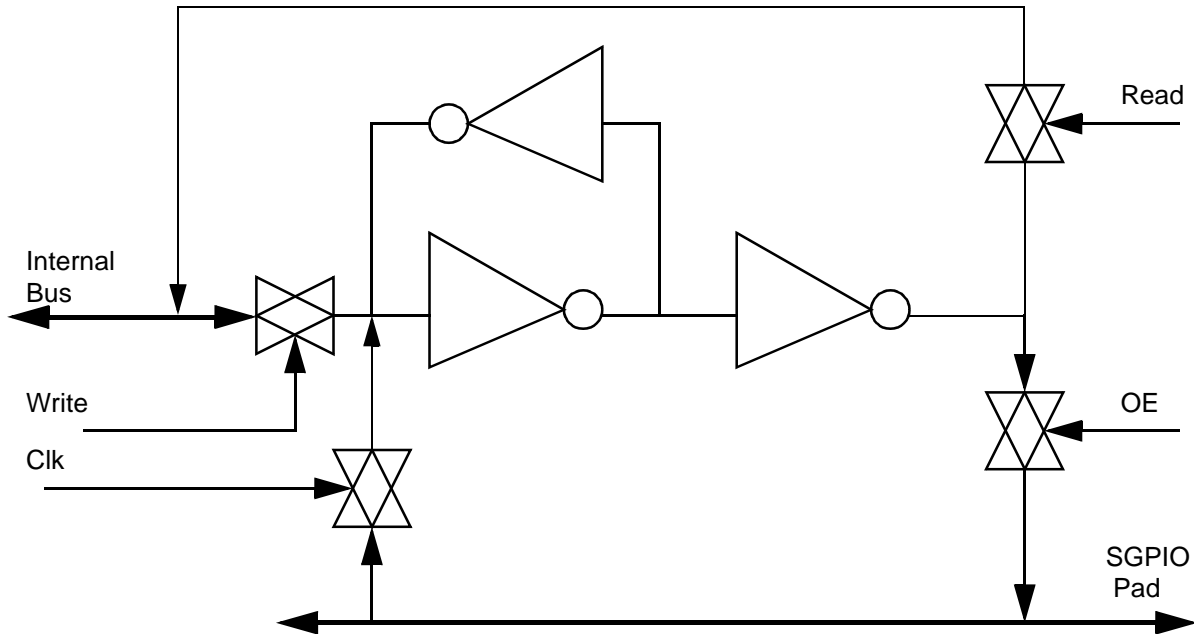 Read
Internal
Bus
Write
OE
Clk
SGPIO
Pad